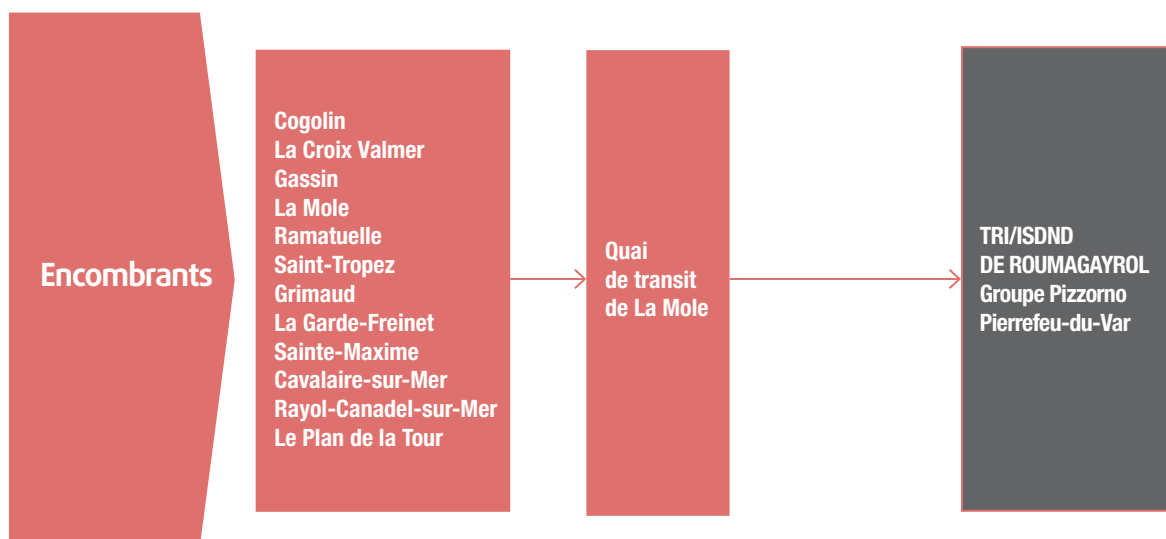 Encombrants
Cogolin
La Croix Valmer
Gassin
La Mole
Ramatuelle
Saint-Tropez
Grimaud
La Garde-Freinet
Sainte-Maxime
Cavalaire-sur-Mer
Rayol-Canadel-sur-Mer
Le Plan de la Tour
Quai
de transit
de La Mole
TRI/ISDND
DE ROUMAGAYROL
Groupe Pizzorno
Pierrefeu-du-Var